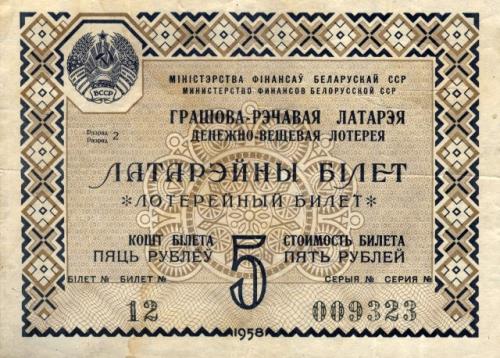 БССР
МІНІСТЭРСТВА ФІНАНСАЎ БЕЛАРУСКАЙ ССР
МИНИСТЕРСТВО ФИНАНСОВ БЕЛОРУССКОЙ ССР
ГРАШОВА-РЭЧАВАЯ ЛАТАРЭЯ
ДЕНЕЖНО-ВЕЩЕВАЯ ЛОТЕРЕЯ
Разрад 2
Разряд
ЛАТАРЭЙНЫ БІЛЕТ
*ЛОТЕРЕЙНЫЙ БИЛЕТ*
КОШТ БІЛЕТА 5 СТОИМОСТЬ БИЛЕТА
ПЯЦЬ РУБЛЕЎ ПЯТЬ РУБЛЕЙ
БІЛЕТ № БИЛЕТ № СЕРЫЯ № СЕРИЯ №
12 009323
1958